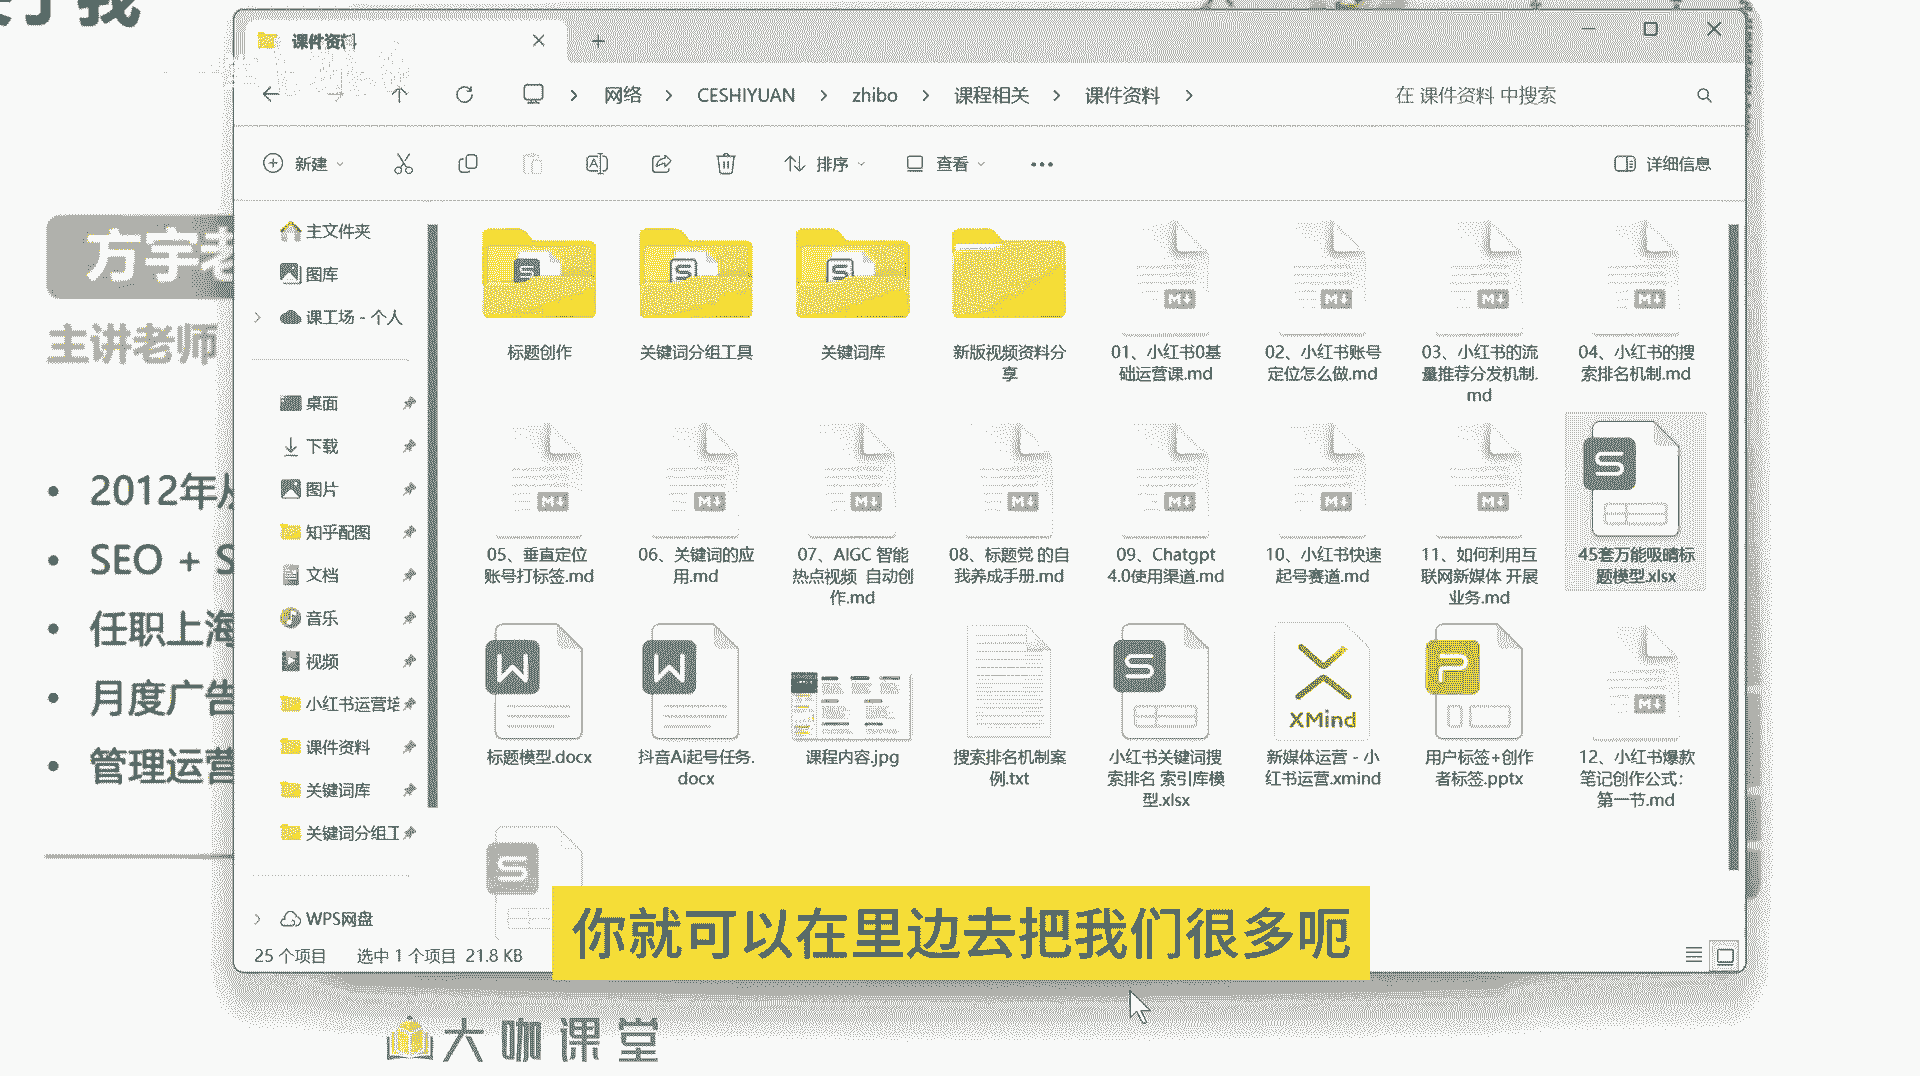 课件资料
网络 > CESHIYUAN > zhibo > 课程相关 > 课件资料 >
在 课件资料 中搜索
新建
排序
查看
详细信息
主文件夹
图库
课工场 - 个人
桌面
下载
图片
知乎配图
文档
音乐
视频
小红书运营培
课件资料
关键词库
关键词分组工
WPS网盘
标题创作
关键词分组工具
关键词库
新版视频资料分
享
01、小红书0基
础运营课.md
02、小红书账号
定位怎么做.md
03、小红书的流
量推荐分发机制.
md
04、小红书的搜
索排名机制.md
05、垂直定位
账号打标签.md
06、关键词的应
用.md
07、AIGC 智能
热点视频 自动创
作.md
08、标题党 的自
我养成手册.md
09、Chatgpt
4.0使用渠道.md
10、小红书快速
起号赛道.md
11、如何利用互
联网新媒体 开展
业务.md
45套万能吸睛标
题模型.xlsx
标题模型.docx
抖音Ai起号任务.
docx
课程内容.jpg
搜索排名机制案
例.txt
小红书关键词搜
索排名 索引库模
型.xlsx
XMind
新媒体运营 - 小
红书运营.xmind
用户标签+创作
者标签.pptx
12、小红书爆款
笔记创作公式：
第一节.md
25 个项目 选中 1 个项目 21.8 KB
方宇老
主讲老师
• 2012年从
• SEO + S
• 任职上海
• 月度广告
• 管理运营
你就可以在里边去把我们很多呃
大咖课堂